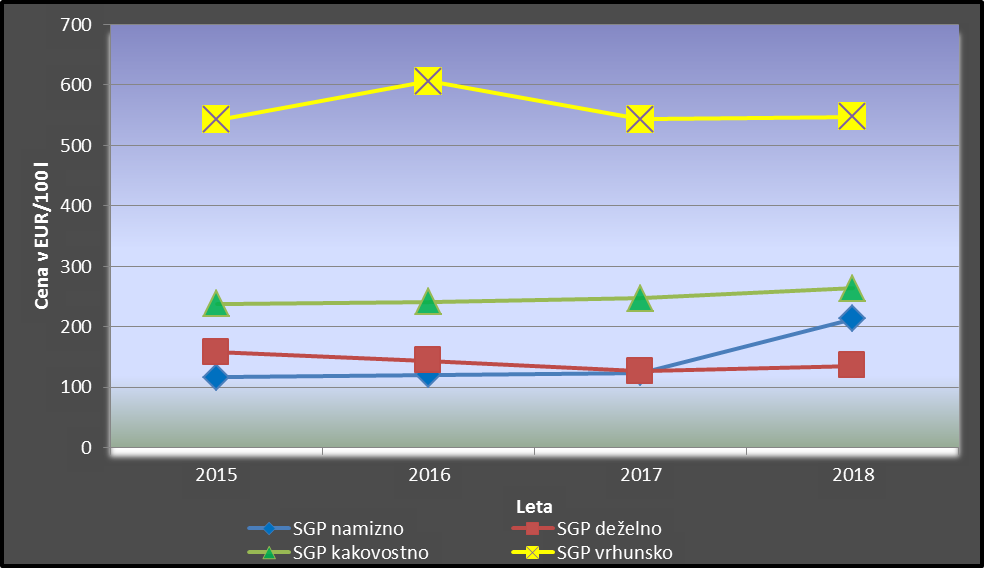 700
600
500
400
300
200
100
0
Cena v EUR/100 l
2015 2016 2017 2018
Leta
SGP namizno SGP deželno
SGP kakovostno SGP vrhunsko